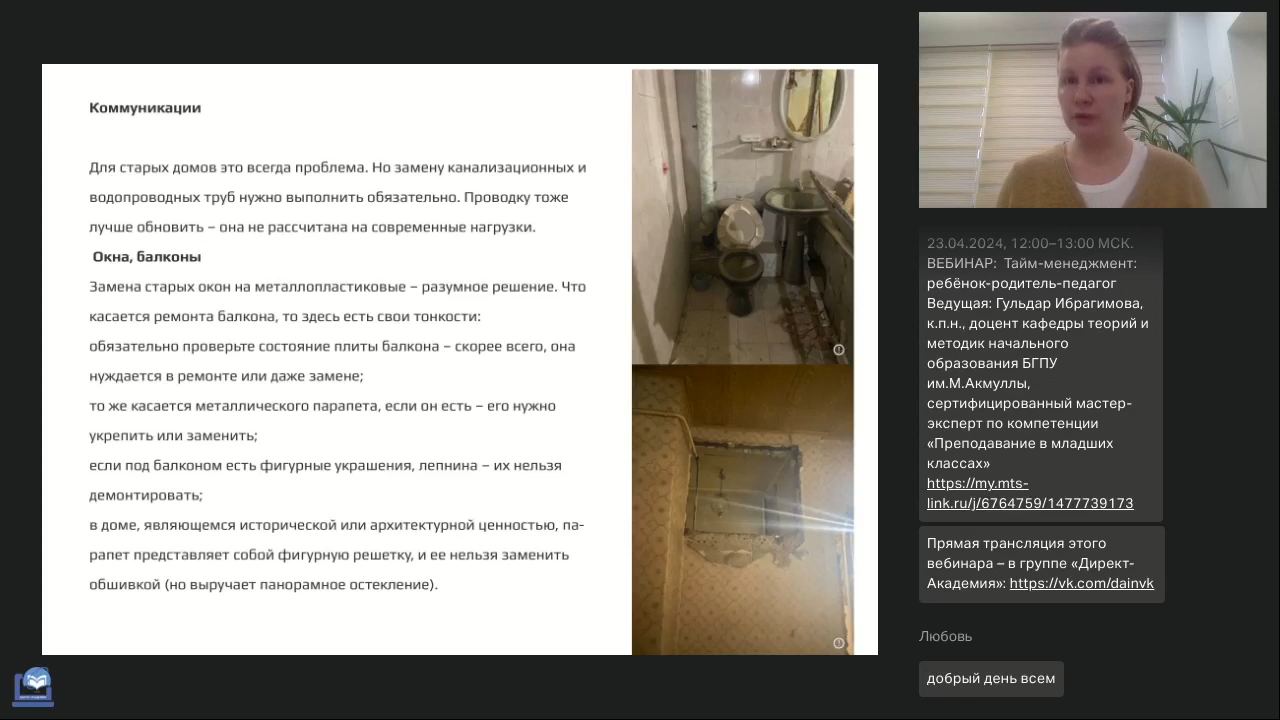 Коммуникации
Для старых домов это всегда проблема. Но замену канализационных и
водопроводных труб нужно выполнить обязательно. Проводку тоже
лучше обновить – она не рассчитана на современные нагрузки.
Окна, балконы
Замена старых окон на металлопластиковые – разумное решение. Что
касается ремонта балкона, то здесь есть свои тонкости:
обязательно проверьте состояние плиты балкона – скорее всего, она
нуждается в ремонте или даже замене;
то же касается металлического парапета, если он есть – его нужно
укрепить или заменить;
если под балконом есть фигурные украшения, лепнина – их нельзя
демонтировать;
в доме, являющемся исторической или архитектурной ценностью, па-
рапет представляет собой фигурную решетку, и ее нельзя заменить
обшивкой (но выручает панорамное остекление).
23.04.2024, 12:00–13:00 МСК.
ВЕБИНАР: Тайм-менеджмент:
ребёнок-родитель-педагог
Ведущая: Гульдар Ибрагимова,
к.п.н., доцент кафедры теорий и
методик начального
образования БГПУ
им.М.Акмуллы,
сертифицированный мастер-
эксперт по компетенции
«Преподавание в младших
классах»
https://my.mts-
link.ru/j/6764759/1477739173
Прямая трансляция этого
вебинара – в группе «Директ-
Академия»: https://vk.com/dainvk
Любовь
добрый день всем